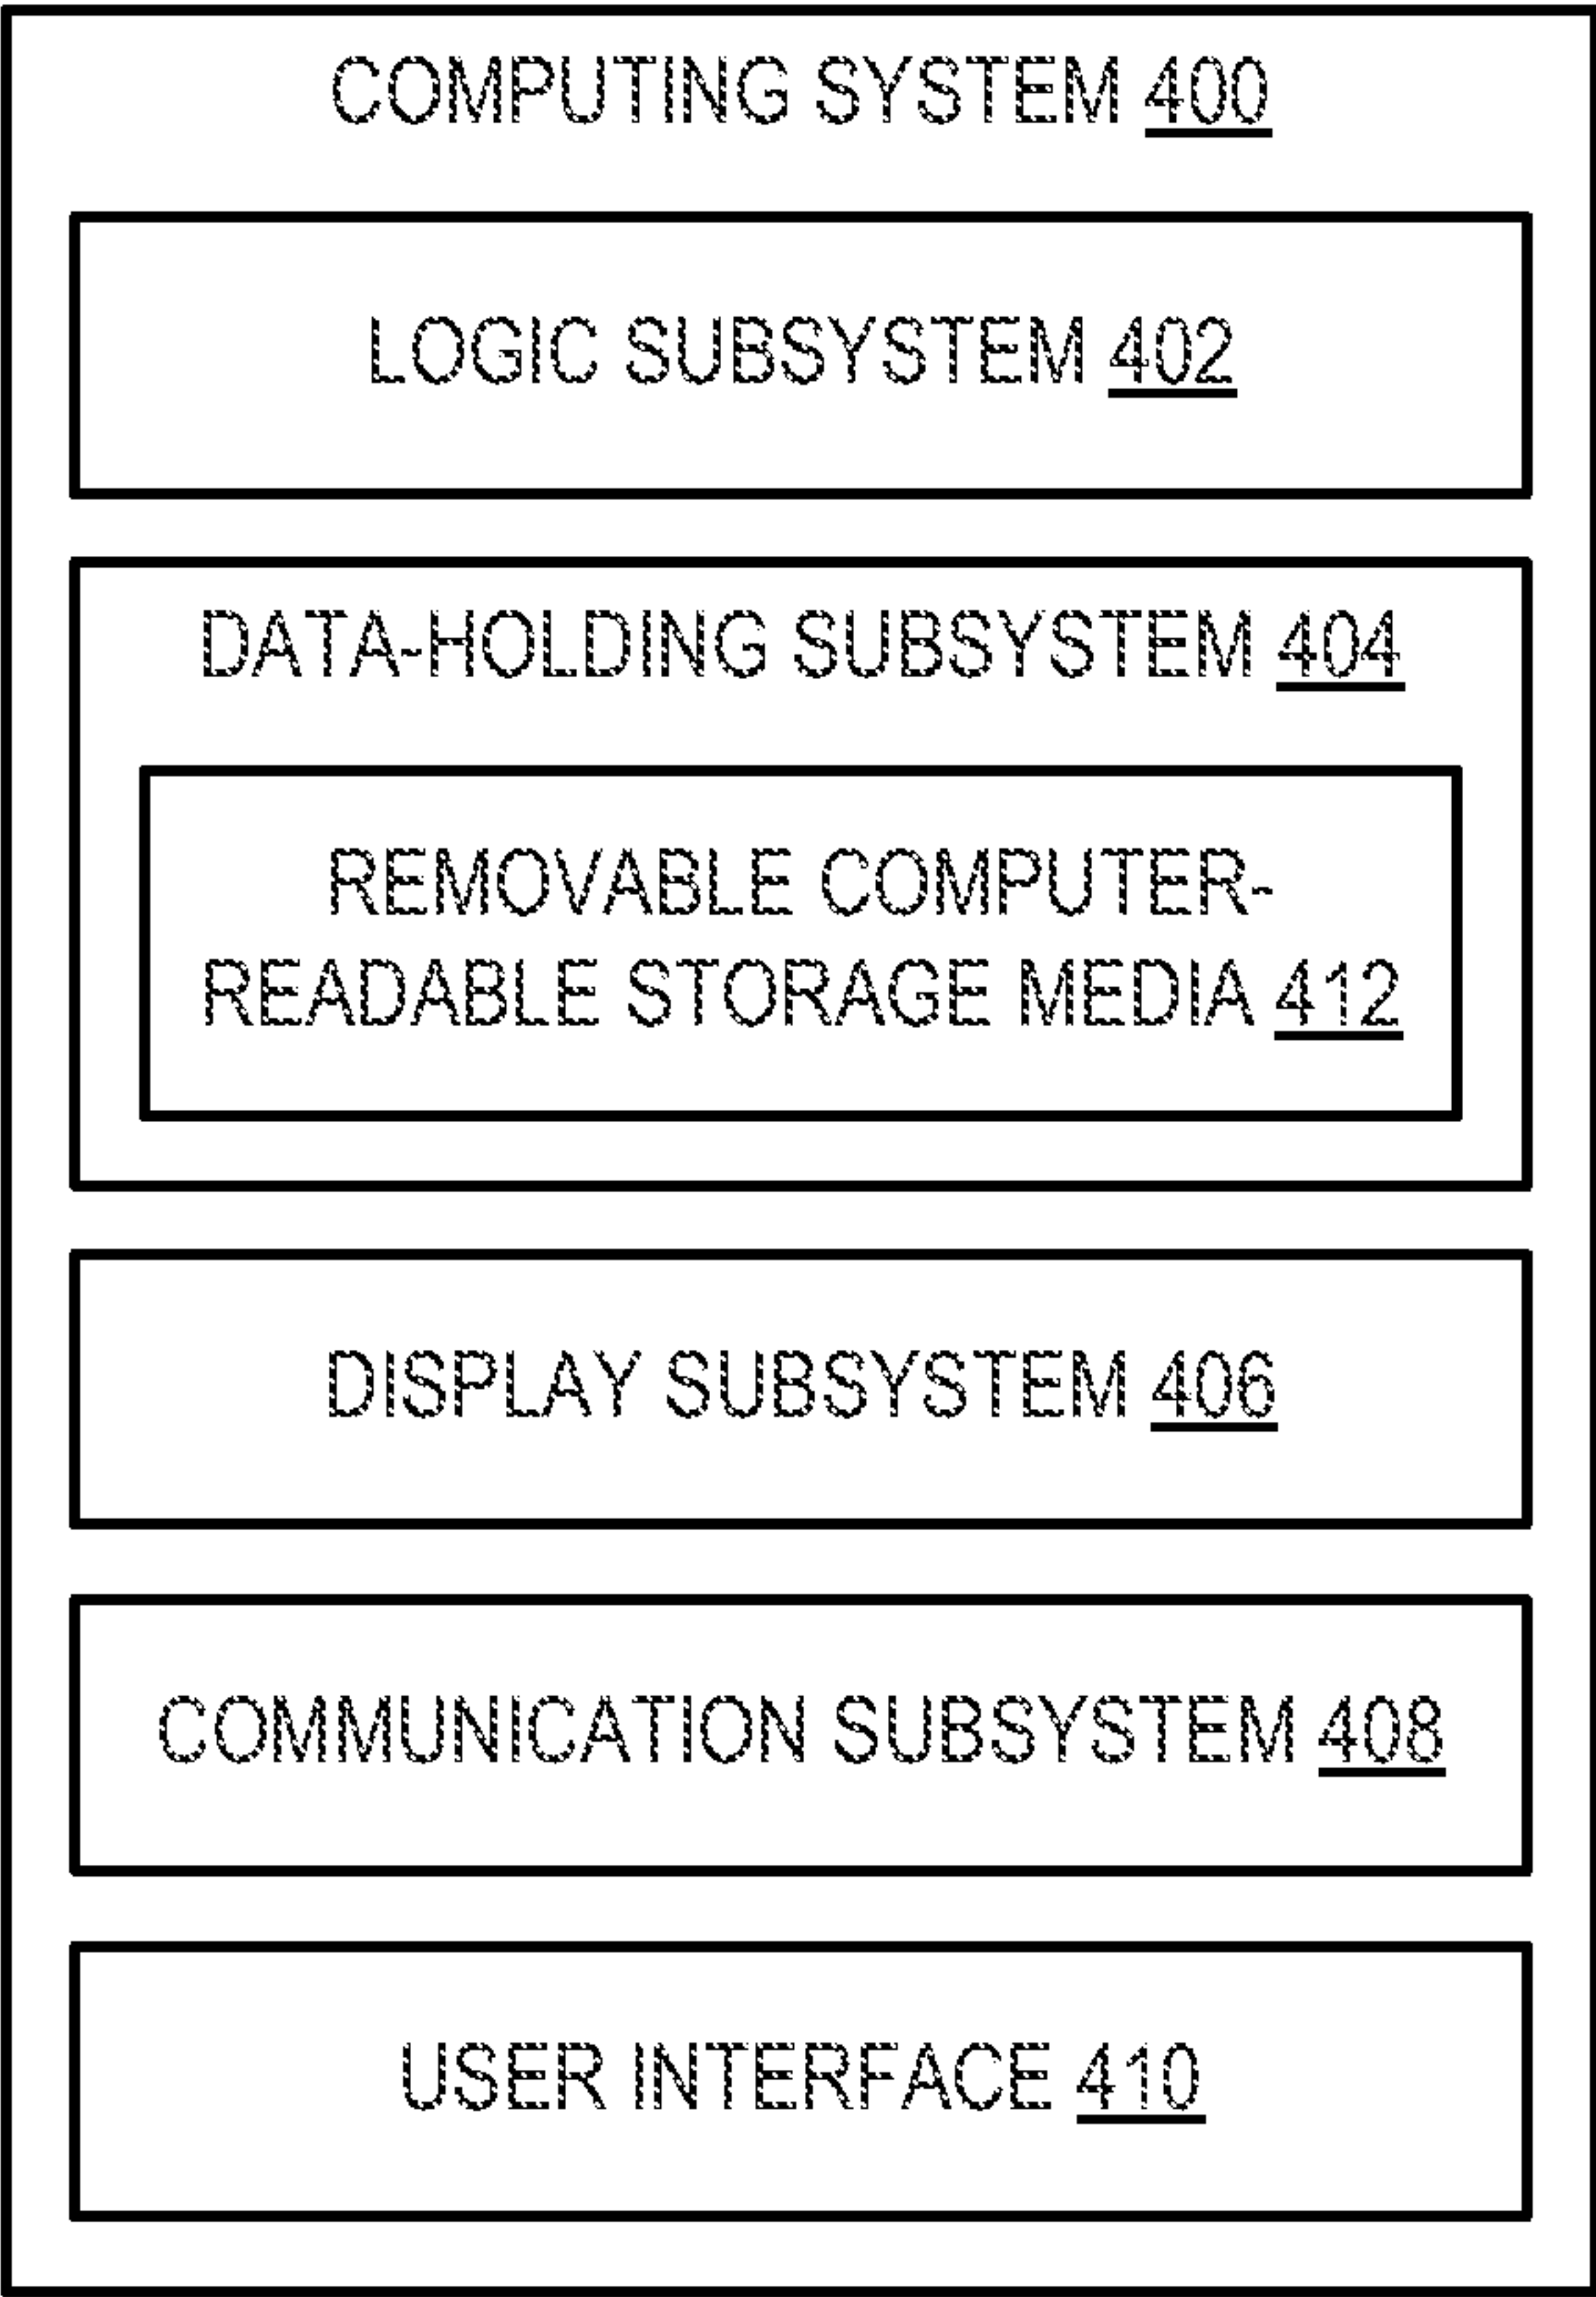 COMPUTING SYSTEM 400
LOGIC SUBSYSTEM 402
DATA-HOLDING SUBSYSTEM 404
REMOVABLE COMPUTER-
READABLE STORAGE MEDIA 412
DISPLAY SUBSYSTEM 406
COMMUNICATION SUBSYSTEM 408
USER INTERFACE 410